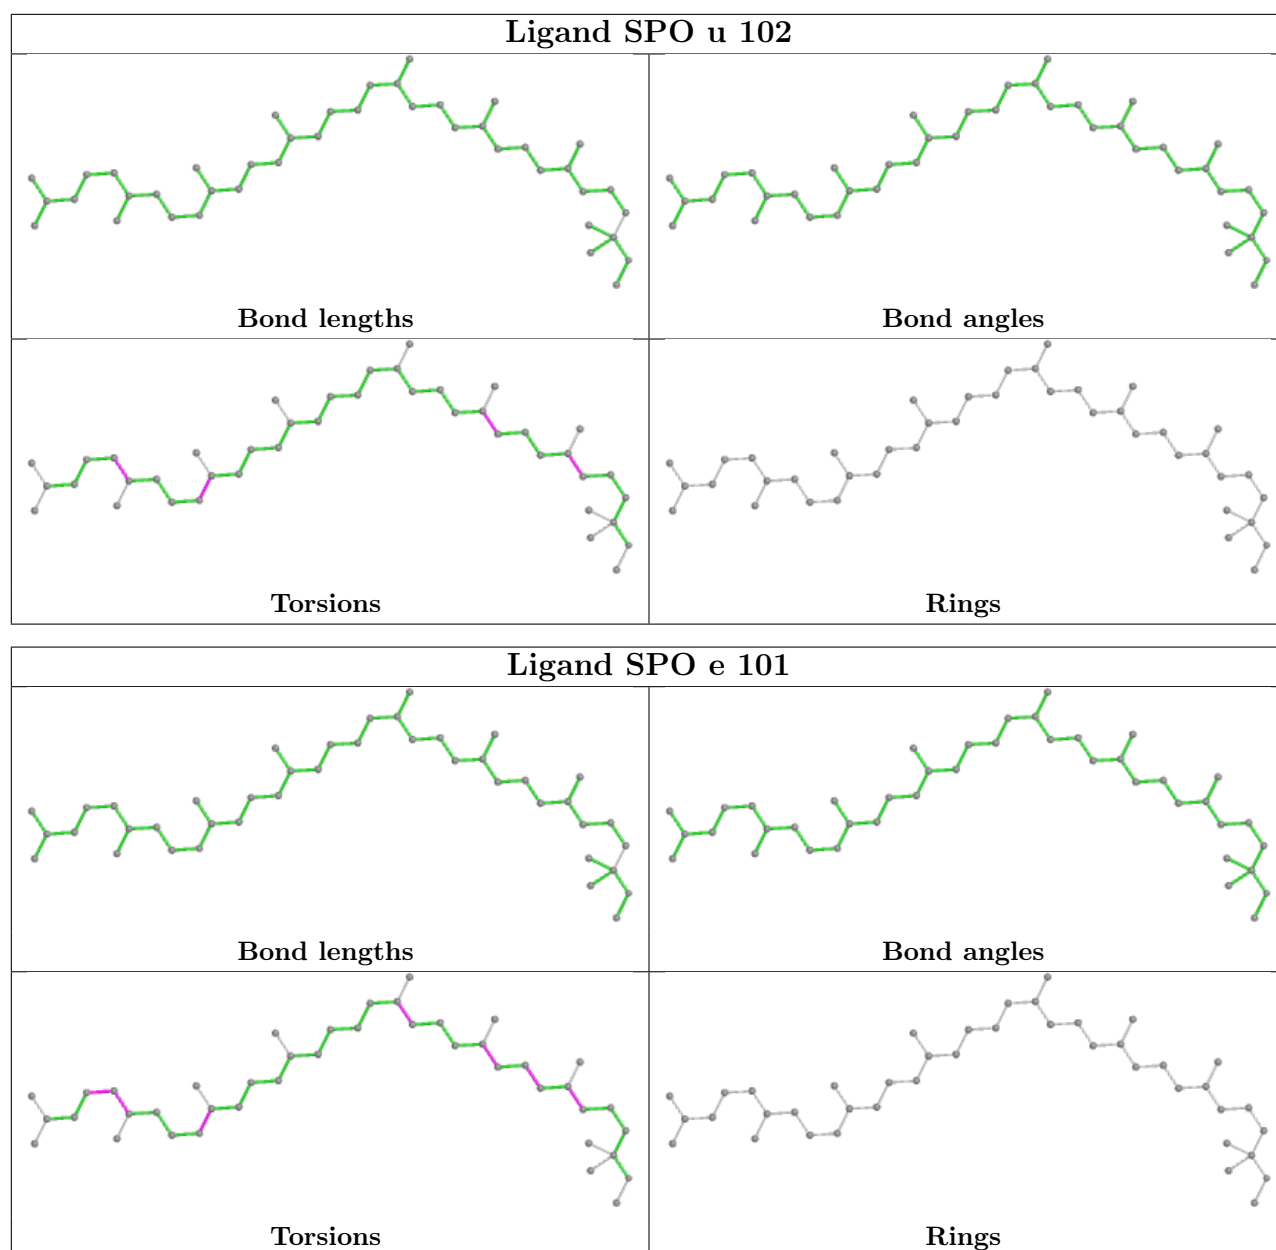 Ligand SPO u 102
Bond lengths
Bond angles
Torsions
Rings
Ligand SPO e 101
Bond lengths
Bond angles
Torsions
Rings